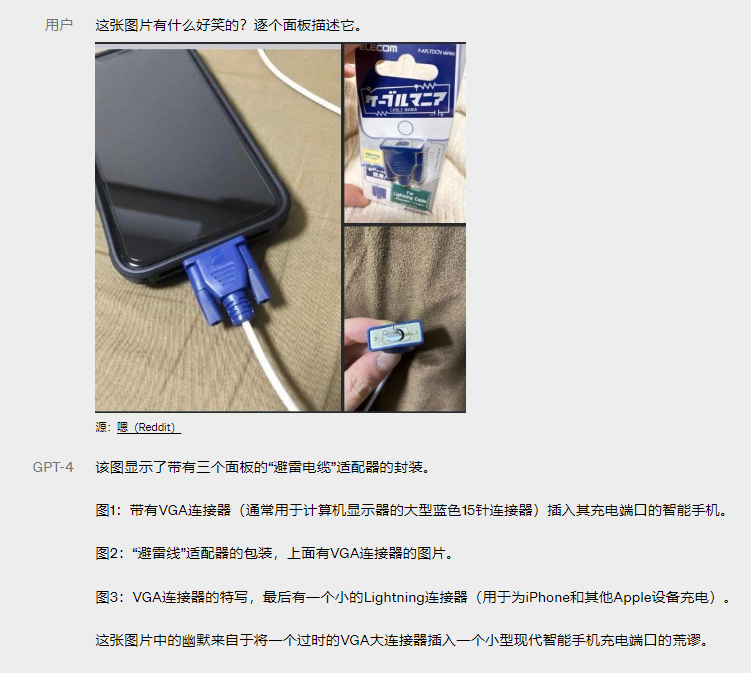 用户 这张图片有什么好笑的？逐个面板描述它。
ELECOM P-APLTDCN series
ケーブルマニア
CABLE MANIA
For
Lightning Cable
源：嗯（Reddit）
GPT-4 该图显示了带有三个面板的“避雷电缆”适配器的封装。
图1：带有VGA连接器（通常用于计算机显示器的大型蓝色15针连接器）插入其充电端口的智能手机。
图2：“避雷线”适配器的包装，上面有VGA连接器的图片。
图3：VGA连接器的特写，最后有一个小的Lightning连接器（用于为iPhone和其他Apple设备充电）。
这张图片中的幽默来自于将一个过时的VGA大连接器插入一个小型现代智能手机充电端口的荒谬。